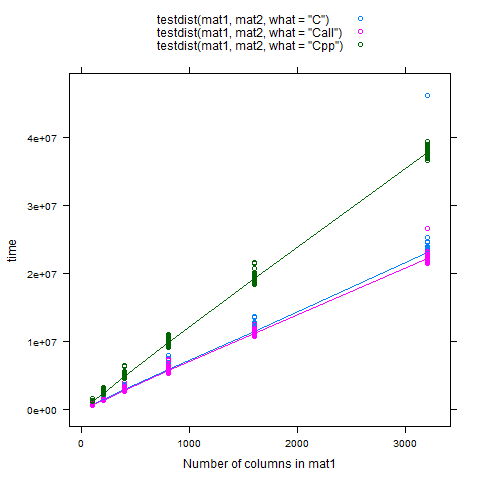 testdist(mat1, mat2, what = "C")
testdist(mat1, mat2, what = "Call")
testdist(mat1, mat2, what = "Cpp")
4e+07
3e+07
2e+07
1e+07
0e+00
time
0 1000 2000 3000
Number of columns in mat1